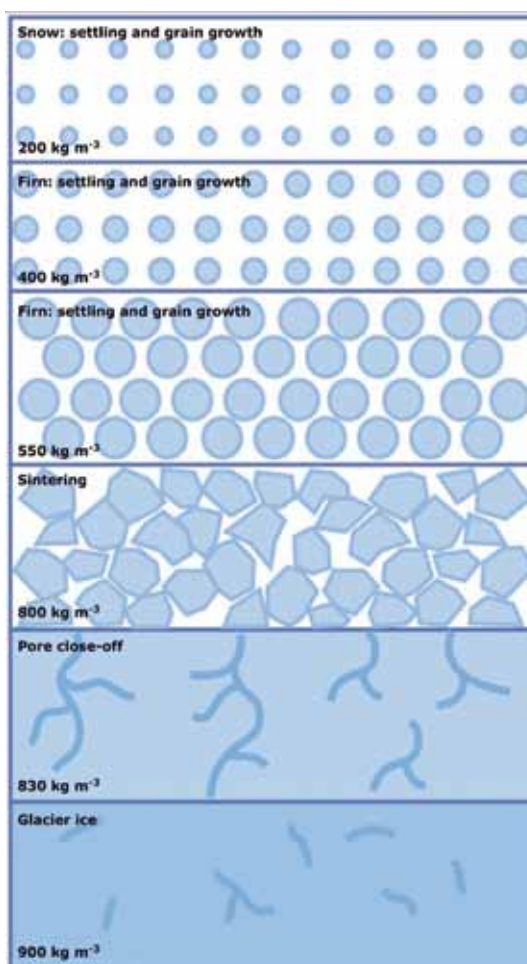 Snow: settling and grain growth
200 kg m⁻³
Firn: settling and grain growth
400 kg m⁻³
Firn: settling and grain growth
550 kg m⁻³
Sintering
800 kg m⁻³
Pore close-off
830 kg m⁻³
Glacier ice
900 kg m⁻³